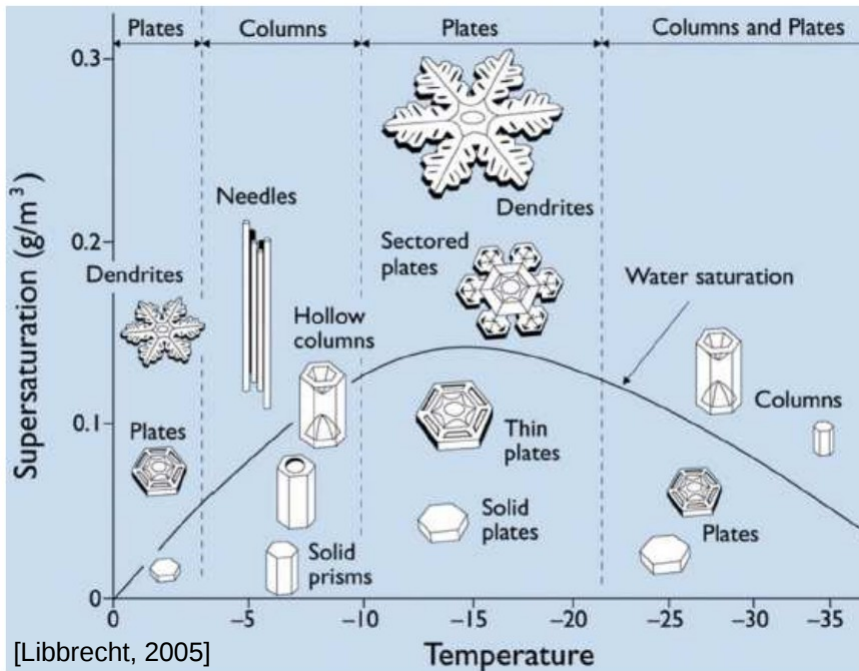 Plates
Columns
Plates
Columns and Plates
Supersaturation (g/m³)
0.3
0.2
0.1
0
Needles
Dendrites
Dendrites
Sectored
plates
Water saturation
Hollow
columns
Columns
Plates
Thin
plates
Solid
plates
Plates
Solid
prisms
0
−5
−10
−15
−20
−25
−30
−35
[Libbrecht, 2005]
Temperature